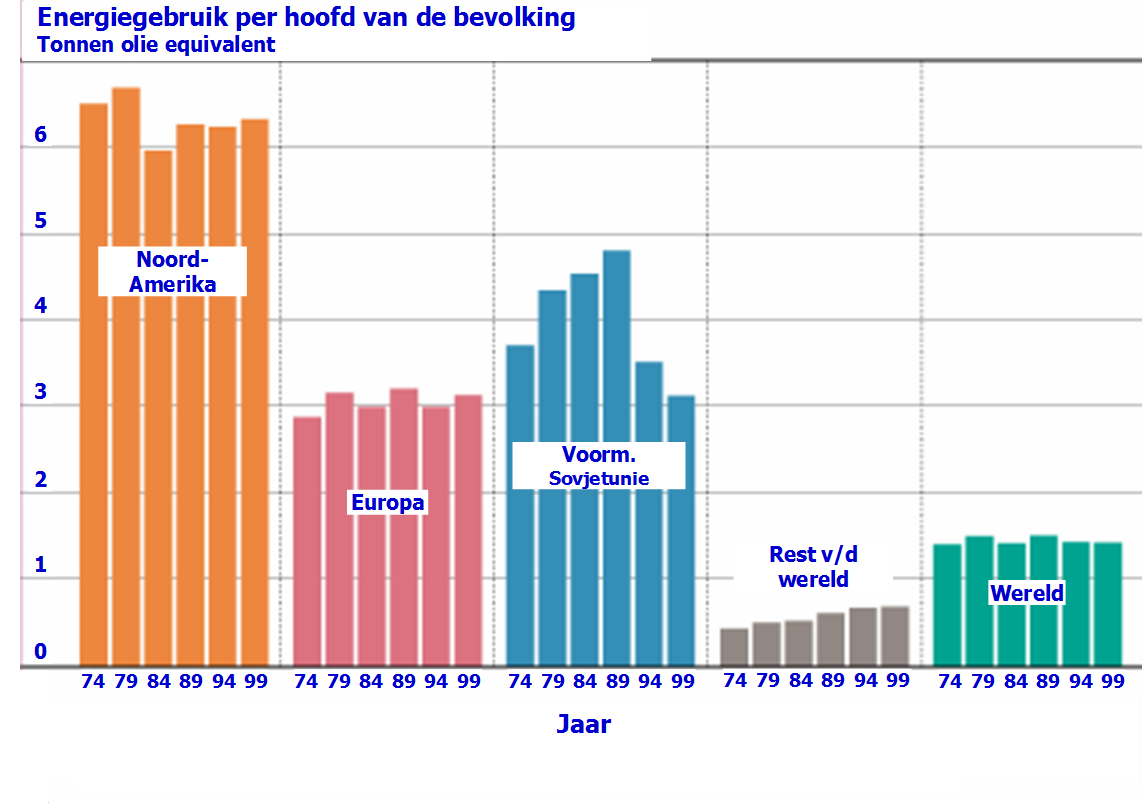 Energiegebruik per hoofd van de bevolking
Tonnen olie equivalent
6
5
4
3
2
1
0
Noord-
Amerika
Europa
Voorm.
Sovjetunie
Rest v/d
wereld
Wereld
74 79 84 89 94 99 74 79 84 89 94 99 74 79 84 89 94 99 74 79 84 89 94 99 74 79 84 89 94 99
Jaar